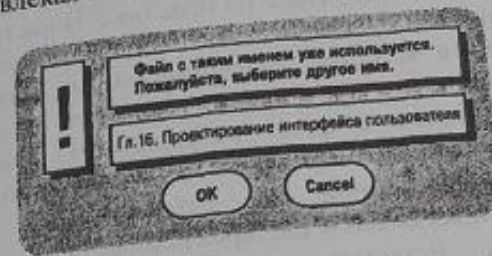 Файл с таким именем уже используется.
Пожалуйста, выберите другое имя.
!
Гл.16. Проектирование интерфейса пользователя
OK
Cancel